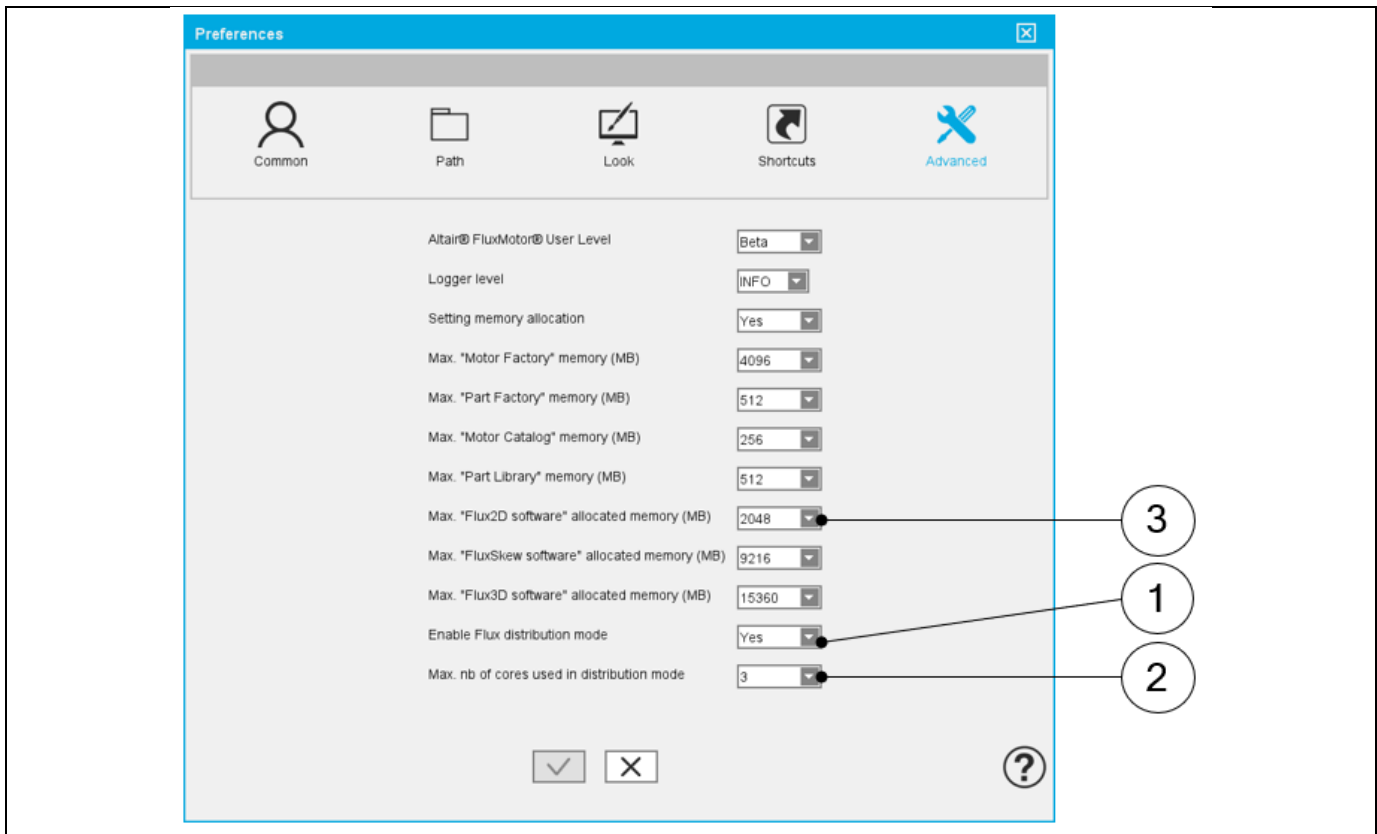 Preferences
Common Path Look Shortcuts Advanced
Altair® FluxMotor® User Level Beta
Logger level INFO
Setting memory allocation Yes
Max. "Motor Factory" memory (MB) 4096
Max. "Part Factory" memory (MB) 512
Max. "Motor Catalog" memory (MB) 256
Max. "Part Library" memory (MB) 512
Max. "Flux2D software" allocated memory (MB) 2048 3
Max. "FluxSkew software" allocated memory (MB) 9216
Max. "Flux3D software" allocated memory (MB) 15360 1
Enable Flux distribution mode Yes
Max. nb of cores used in distribution mode 3 2
?